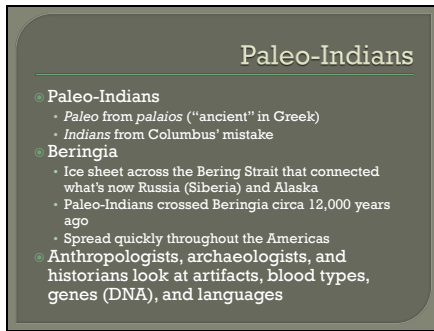 Paleo-Indians
Paleo-Indians
• Paleo from palaios (“ancient” in Greek)
• Indians from Columbus’ mistake
Beringia
• Ice sheet across the Bering Strait that connected
what’s now Russia (Siberia) and Alaska
• Paleo-Indians crossed Beringia circa 12,000 years
ago
• Spread quickly throughout the Americas
Anthropologists, archaeologists, and
historians look at artifacts, blood types,
genes (DNA), and languages